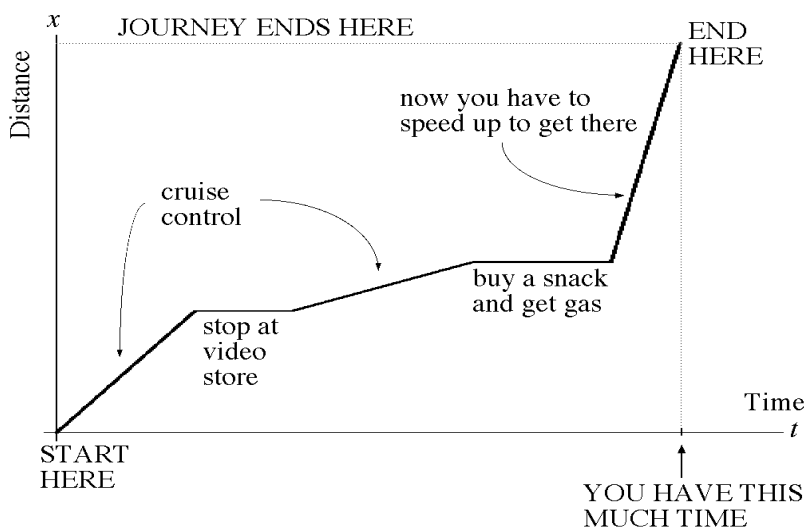 x
JOURNEY ENDS HERE
END
HERE
Distance
now you have to
speed up to get there
cruise
control
buy a snack
and get gas
stop at
video
store
Time
t
START
HERE
YOU HAVE THIS
MUCH TIME